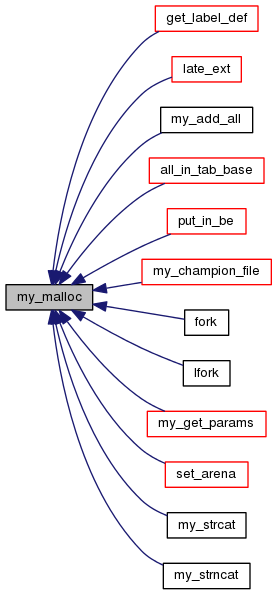 get_label_def
late_ext
my_add_all
all_in_tab_base
put_in_be
my_champion_file
my_malloc
fork
lfork
my_get_params
set_arena
my_strcat
my_strncat